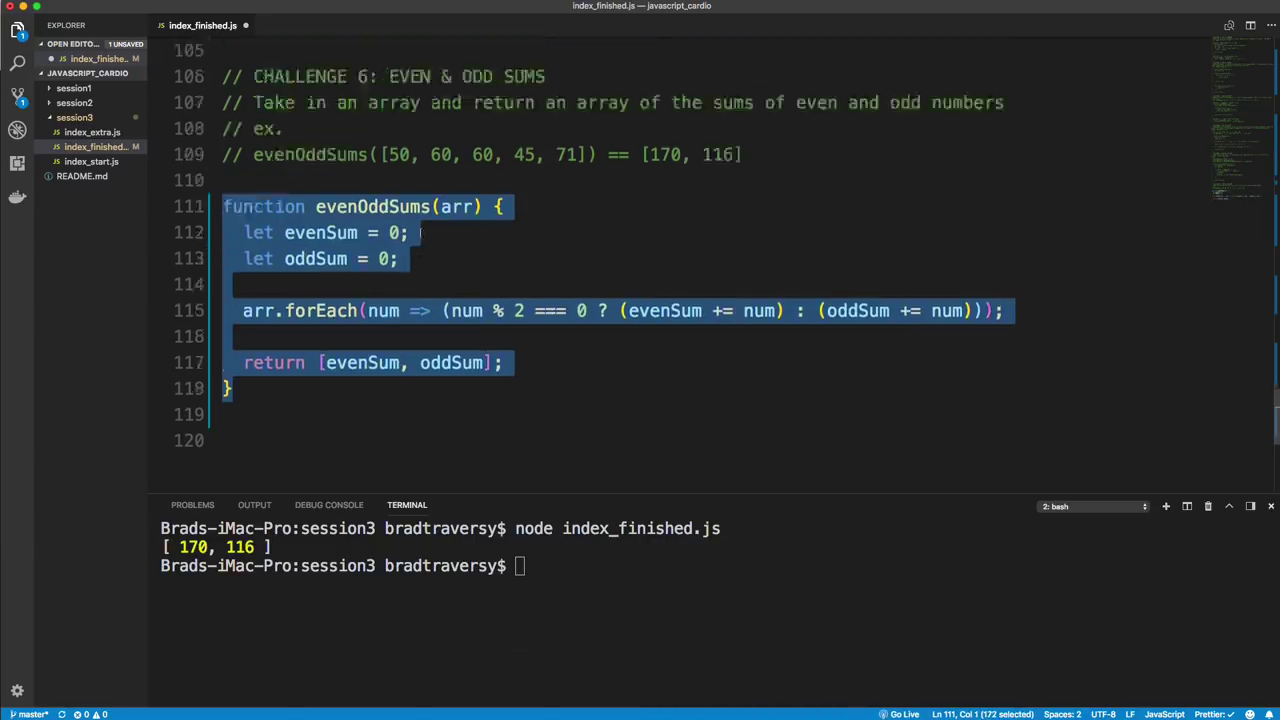 index_finished.js — javascript_cardio
EXPLORER
index_finished.js
OPEN EDITO... 1 UNSAVED
index_finishe...
JAVASCRIPT_CARDIO
session1
session2
session3
index_extra.js
index_finished...
index_start.js
README.md
105
106 // CHALLENGE 6: EVEN & ODD SUMS
107 // Take in an array and return an array of the sums of even and odd numbers
108 // ex.
109 // evenOddSums([50, 60, 60, 45, 71]) == [170, 116]
110
111 function evenOddSums(arr) {
112 let evenSum = 0;
113 let oddSum = 0;
114
115 arr.forEach(num => (num % 2 === 0 ? (evenSum += num) : (oddSum += num)));
116
117 return [evenSum, oddSum];
118 }
119
120
PROBLEMS OUTPUT DEBUG CONSOLE TERMINAL 2: bash
Brads-iMac-Pro:session3 bradtraversy$ node index_finished.js
[ 170, 116 ]
Brads-iMac-Pro:session3 bradtraversy$
master* 0 0 Go Live Ln 111, Col 1 (172 selected) Spaces: 2 UTF-8 LF JavaScript Prettier: ✓